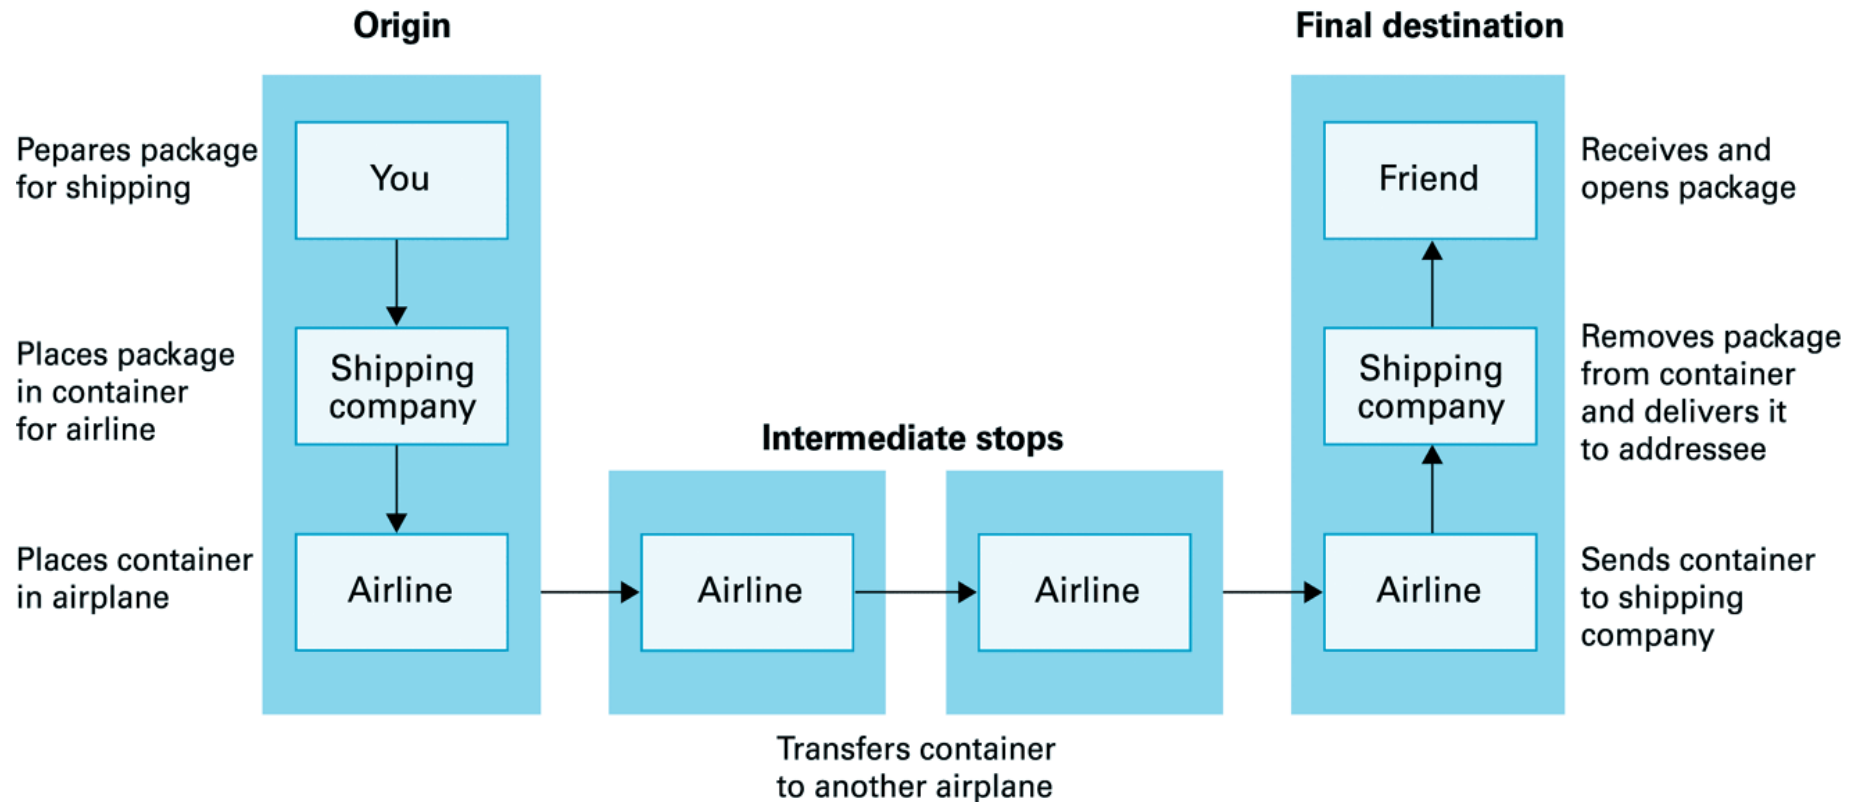 Origin
Final destination
Pepares package
for shipping
You
Friend
Receives and
opens package
Places package
in container
for airline
Shipping
company
Shipping
company
Removes package
from container
and delivers it
to addressee
Intermediate stops
Places container
in airplane
Airline
Airline
Airline
Airline
Sends container
to shipping
company
Transfers container
to another airplane